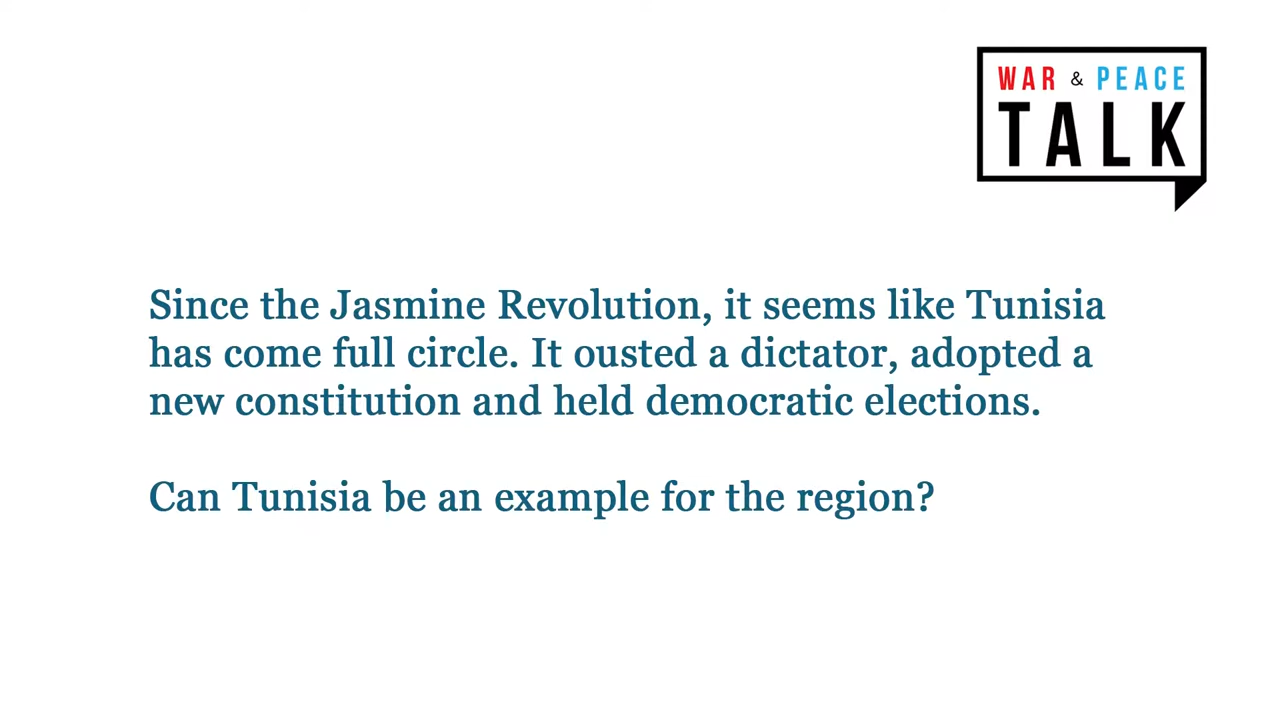 WAR & PEACE
TALK
Since the Jasmine Revolution, it seems like Tunisia
has come full circle. It ousted a dictator, adopted a
new constitution and held democratic elections.
Can Tunisia be an example for the region?